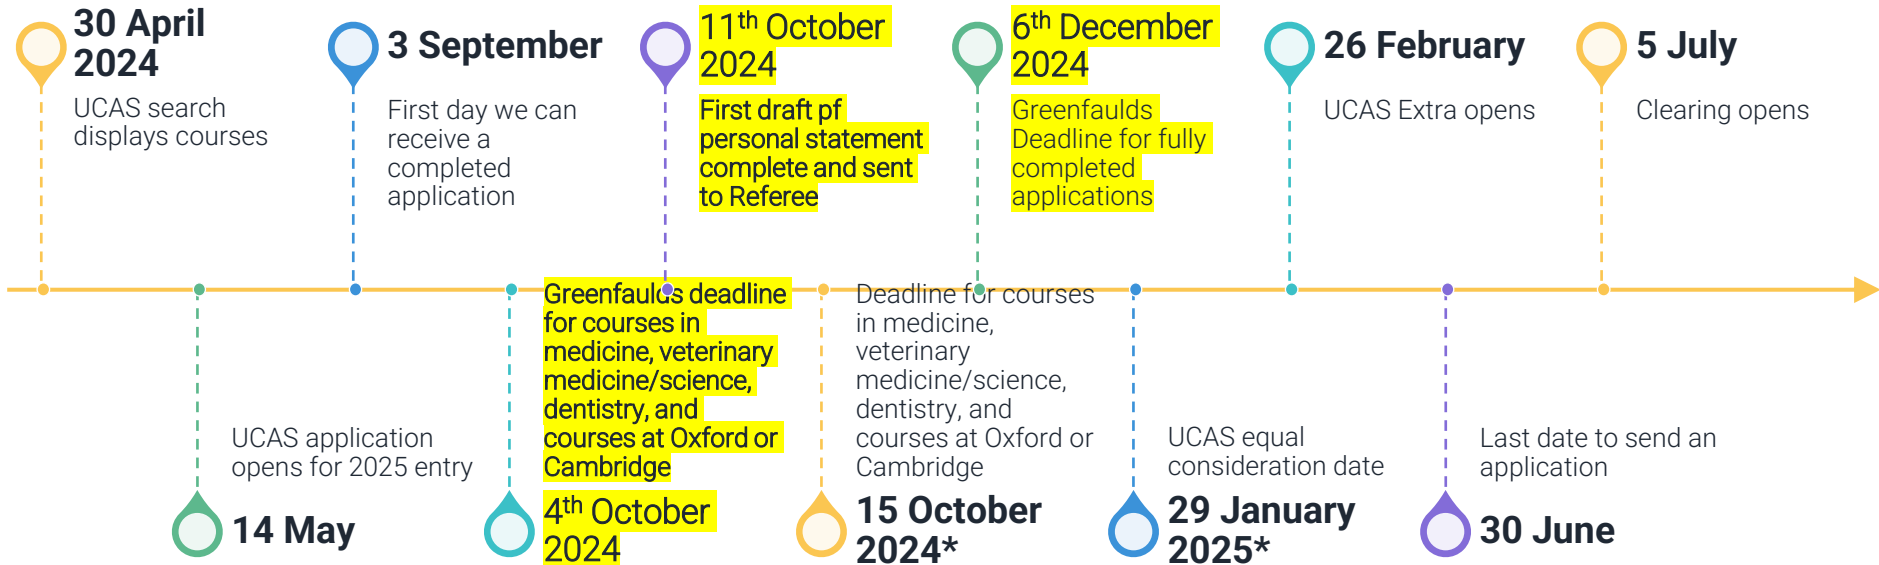 30 April
2024
UCAS search
displays courses
3 September
First day we can
receive a
completed
application
11th October
2024
First draft pf
personal statement
complete and sent
to Referee
6th December
2024
Greenfaulds
Deadline for fully
completed
applications
26 February
UCAS Extra opens
5 July
Clearing opens
UCAS application
opens for 2025 entry
14 May
Greenfaulds deadline
for courses in
medicine, veterinary
medicine/science,
dentistry, and
courses at Oxford or
Cambridge
4th October
2024
Deadline for courses
in medicine,
veterinary
medicine/science,
dentistry, and
courses at Oxford or
Cambridge
15 October
2024*
UCAS equal
consideration date
29 January
2025*
Last date to send an
application
30 June